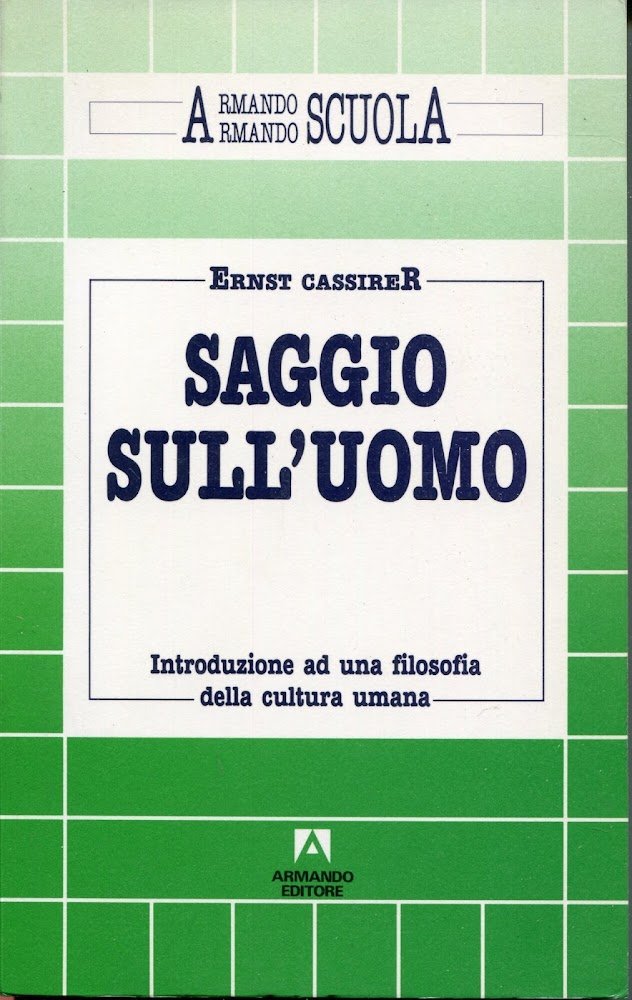 ARMANDO SCUOLA
ARMANDO
ERNST CASSIRER
SAGGIO
SULL'UOMO
Introduzione ad una filosofia
della cultura umana
ARMANDO
EDITORE